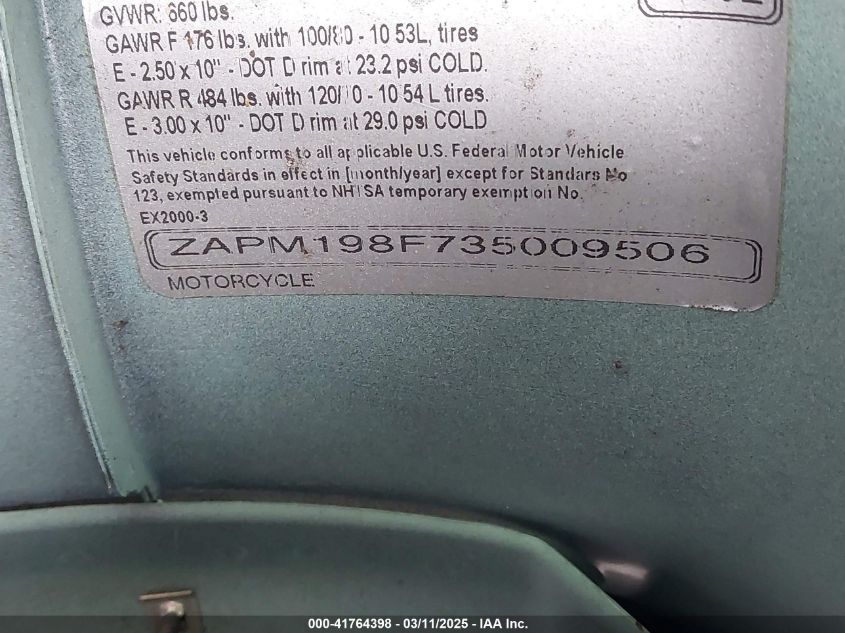 GVWR: 660 lbs.
GAWR F 176 lbs. with 100/80 - 10 53L, tires
E - 2.50 x 10" - DOT D rim at 23.2 psi COLD.
GAWR R 484 lbs. with 120/70 - 10 54 L tires.
E - 3.00 x 10" - DOT D rim at 29.0 psi COLD
This vehicle conforms to all applicable U.S. Federal Motor Vehicle
Safety Standards in effect in [month/year] except for Standars No
123, exempted pursuant to NHTSA temporary exemption No.
EX2000-3
ZAPM198F735009506
MOTORCYCLE
000-41764398 - 03/11/2025 - IAA Inc.